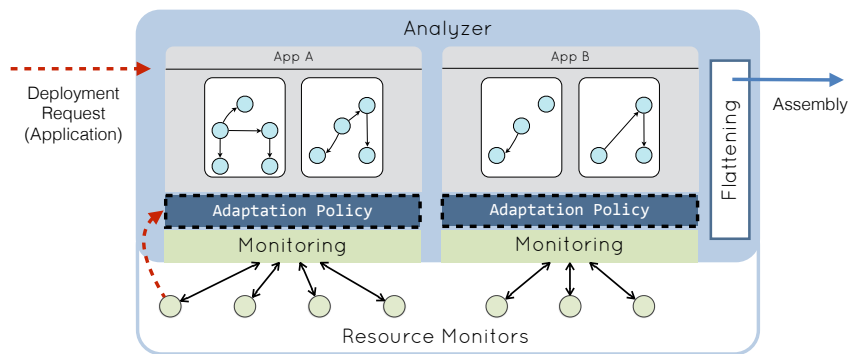 Analyzer
App A
App B
Deployment
Request
(Application)
Assembly
Flattening
Adaptation Policy
Adaptation Policy
Monitoring
Monitoring
Resource Monitors